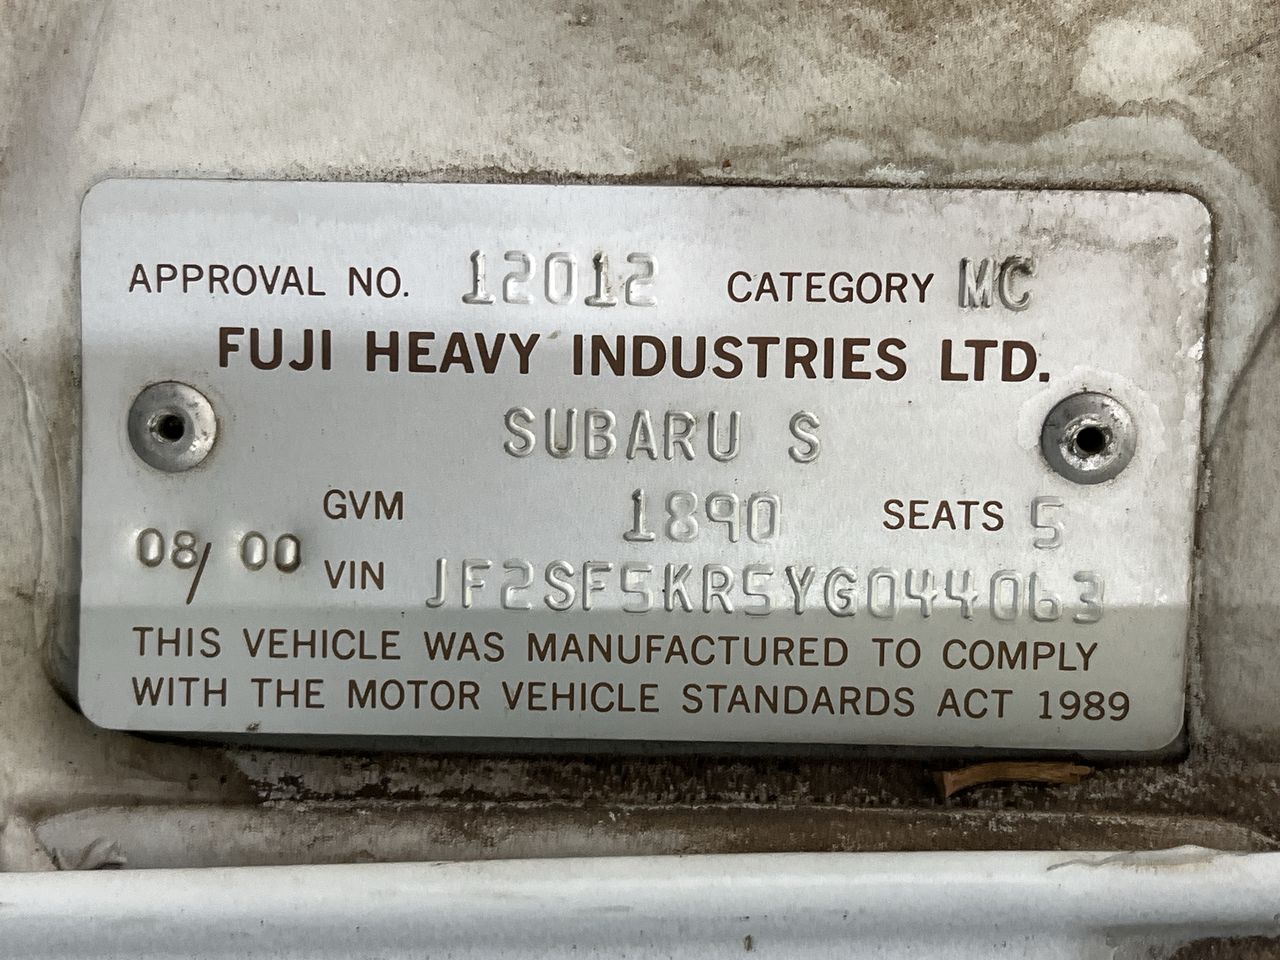 APPROVAL NO. 12012 CATEGORY MC
FUJI HEAVY INDUSTRIES LTD.
SUBARU S
GVM 1890 SEATS 5
08/00 VIN JF2SF5KR5YG044063
THIS VEHICLE WAS MANUFACTURED TO COMPLY
WITH THE MOTOR VEHICLE STANDARDS ACT 1989